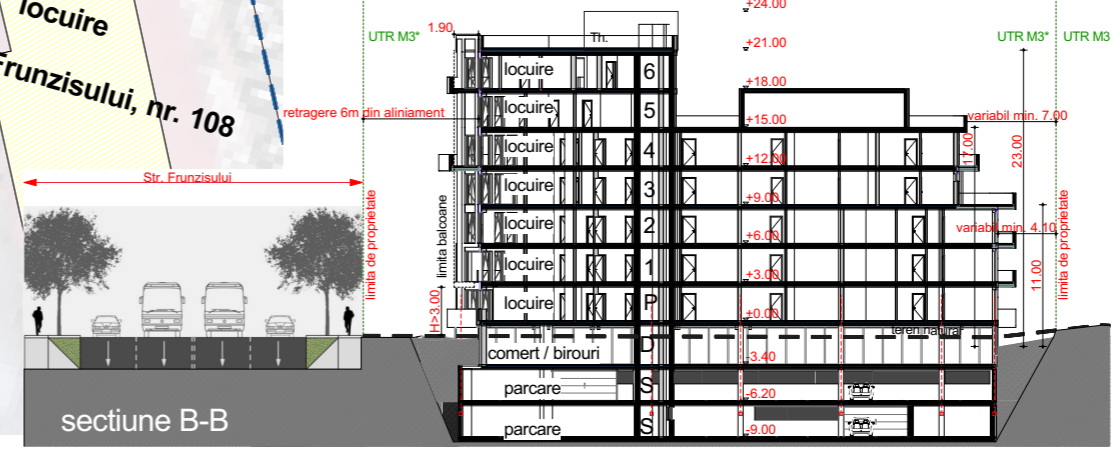 locuire
Frunzisului, nr. 108
UTR M3*
1.90
Th.
+24.00
+21.00
UTR M3*
UTR M3
locuire
6
+18.00
retragere 6m din aliniament
locuire
5
+15.00
variabil min. 7.00
locuire
4
+12.00
17.00
23.00
Str. Frunzisului
locuire
3
+9.00
limita de proprietate
limita balcoane
locuire
2
+6.00
variabil min. 4.10
limita de proprietate
locuire
1
+3.00
11.00
H>3.00
locuire
P
+0.00
teren natural
comert / birouri
D
-3.40
parcare
S
-6.20
sectiune B-B
parcare
S
-9.00